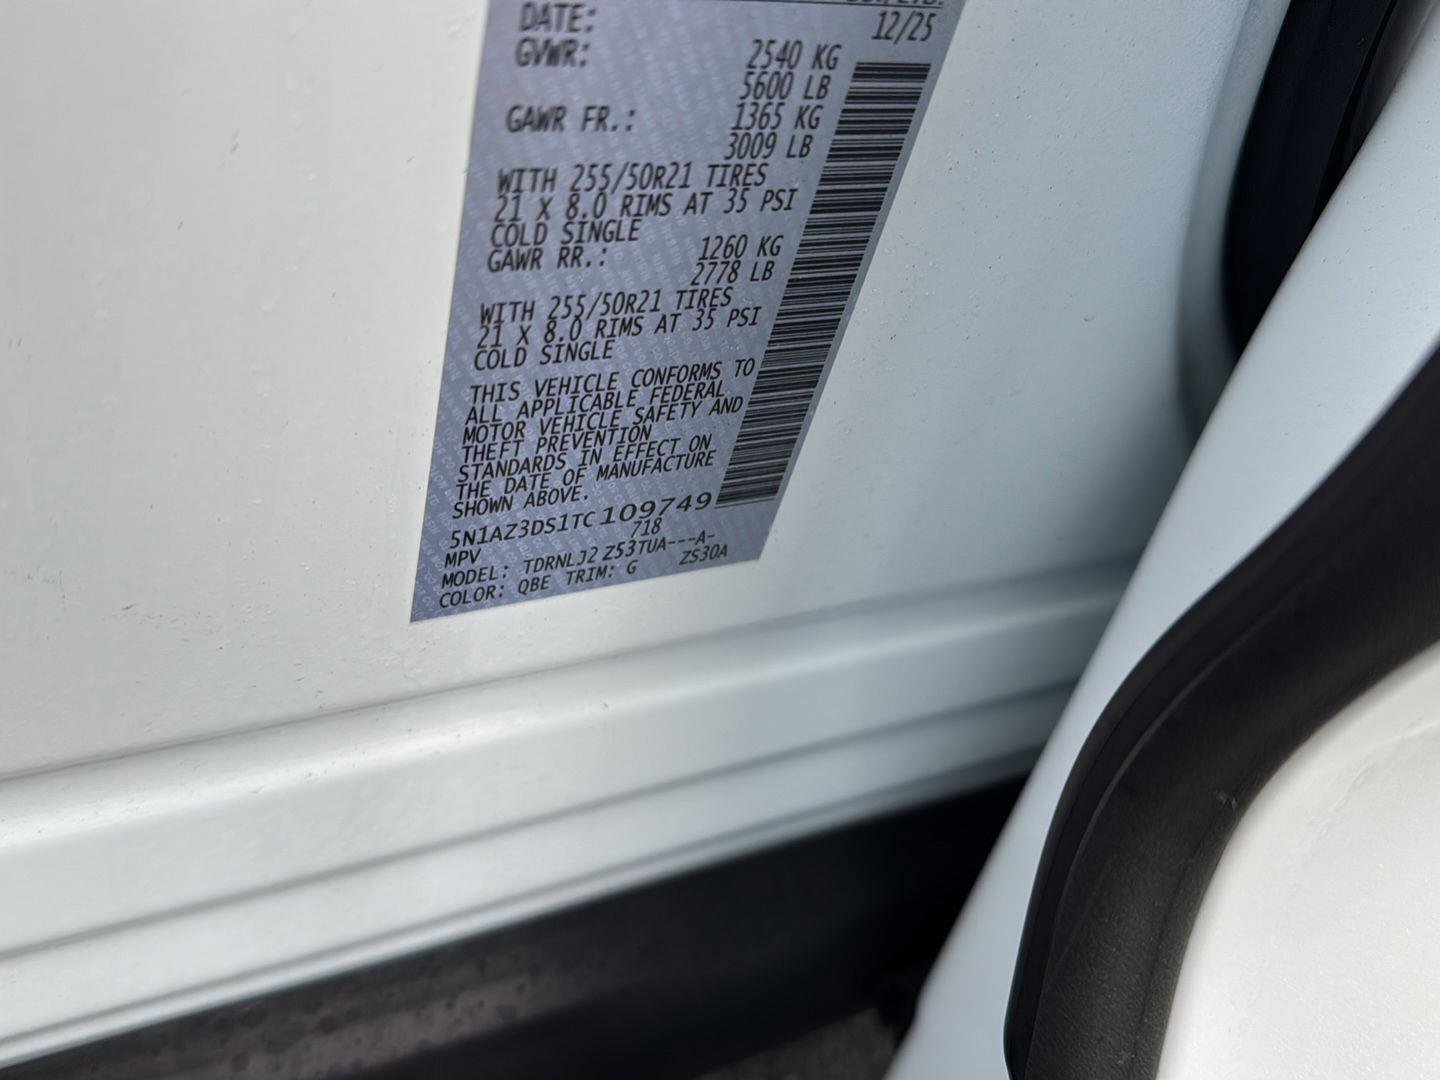 DATE: 12/25
GVWR: 2540 KG
5600 LB
GAWR FR.: 1365 KG
3009 LB
WITH 255/50R21 TIRES
21 X 8.0 RIMS AT 35 PSI
COLD SINGLE
GAWR RR.: 1260 KG
2778 LB
WITH 255/50R21 TIRES
21 X 8.0 RIMS AT 35 PSI
COLD SINGLE
THIS VEHICLE CONFORMS TO
ALL APPLICABLE FEDERAL
MOTOR VEHICLE SAFETY AND
THEFT PREVENTION
STANDARDS IN EFFECT ON
THE DATE OF MANUFACTURE
SHOWN ABOVE.
5N1AZ3DS1TC109749
MPV 718
MODEL: TDRNLJ2 Z53TUA---A-
COLOR: QBE TRIM: G ZS30A